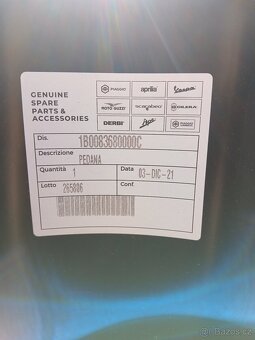 GENUINE
SPARE
PARTS &
ACCESSORIES
PIAGGIO
aprilia
Vespa
MOTO GUZZI
scarabeo
GILERA
DERBI
Ape
PIAGGIO
Dis.
1B0083680000C
Descrizione
PEDANA
Quantità
1
Data
03-DIC-21
Lotto
265806
Conf.